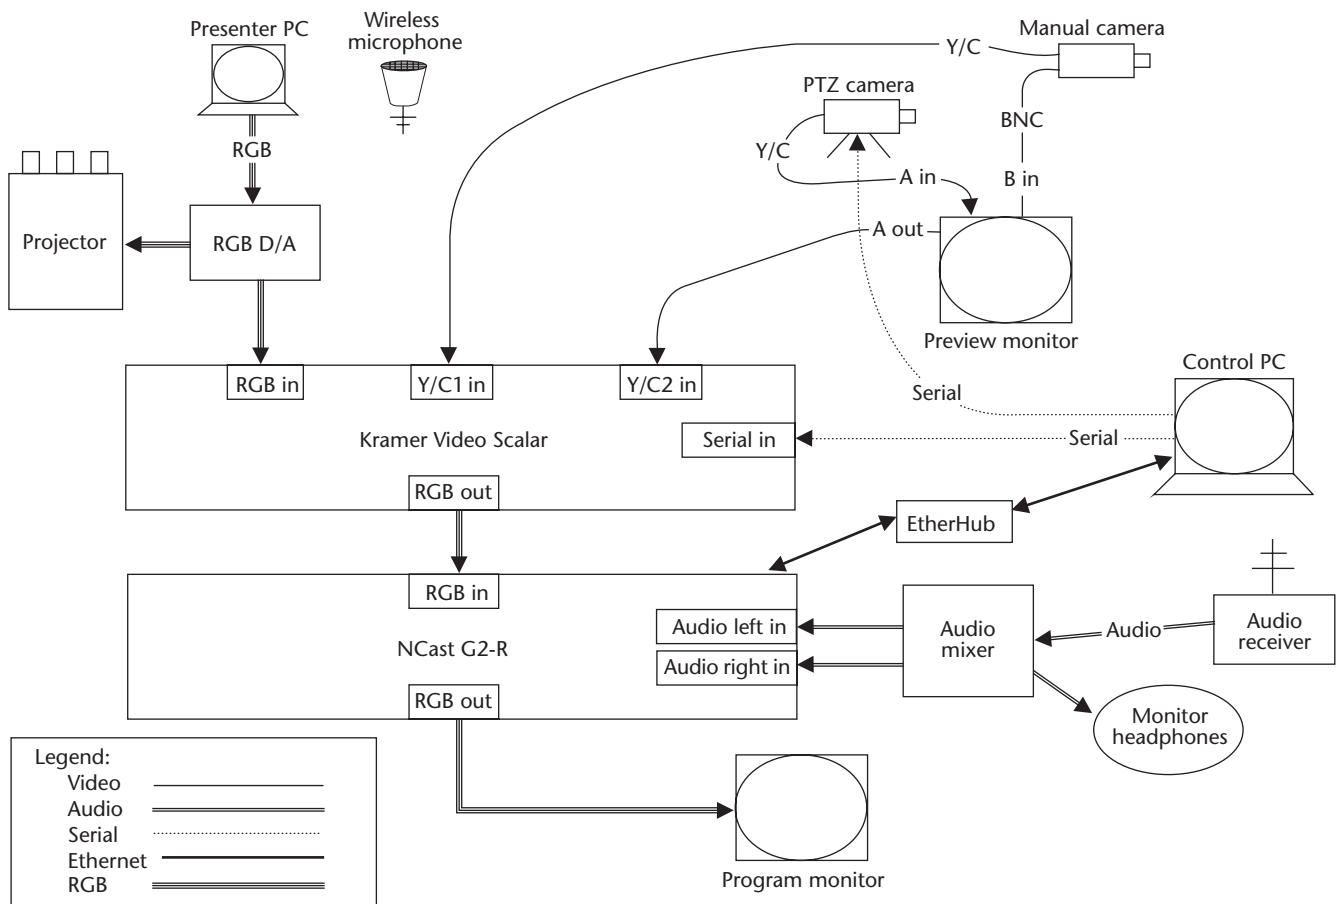 Presenter PC
Wireless
microphone
Manual camera
Y/C
PTZ camera
BNC
RGB
Y/C
A in
B in
Projector
RGB D/A
A out
Preview monitor
Control PC
RGB in
Y/C1 in
Y/C2 in
Serial
Kramer Video Scalar
Serial in
Serial
RGB out
EtherHub
RGB in
Audio left in
Audio
mixer
Audio
Audio
receiver
NCast G2-R
Audio right in
RGB out
Monitor
headphones
Legend:
Video
Audio
Serial
Ethernet
RGB
Program monitor